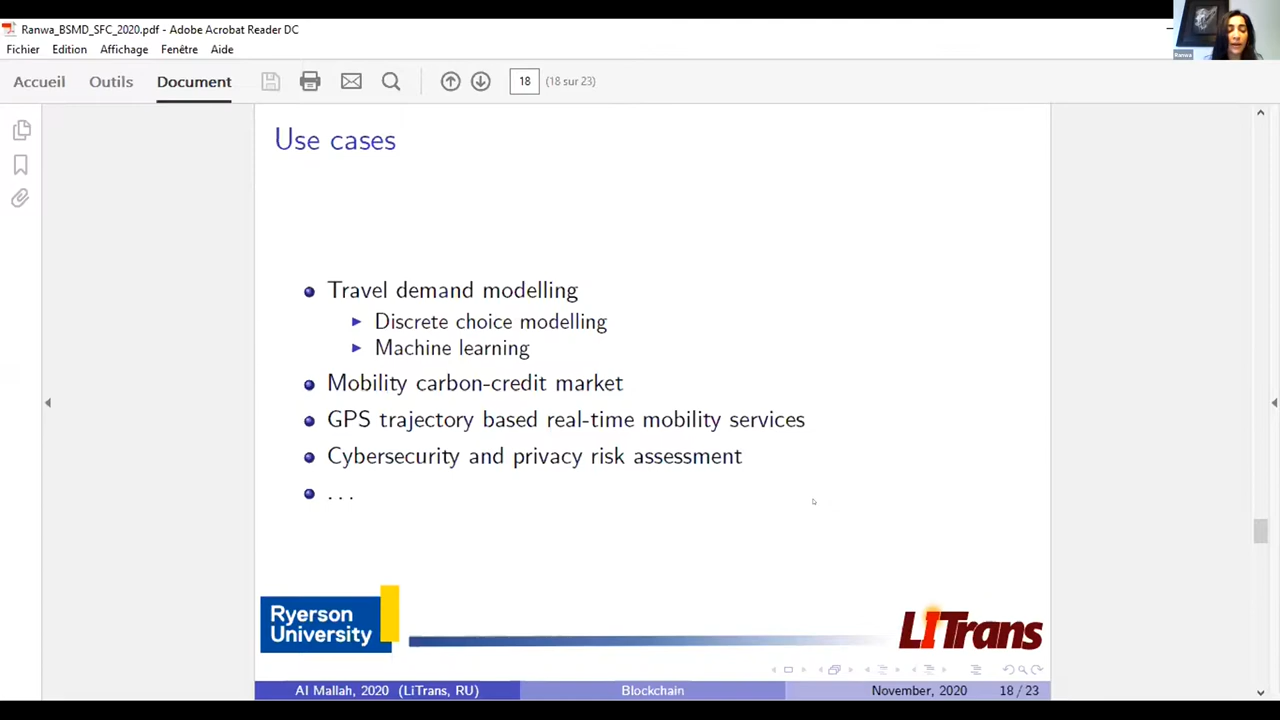 Ranwa_BSMD_SFC_2020.pdf - Adobe Acrobat Reader DC
Fichier Edition Affichage Fenêtre Aide
Accueil Outils Document 18 (18 sur 23)
Ranwa
Use cases
Travel demand modelling
Discrete choice modelling
Machine learning
Mobility carbon-credit market
GPS trajectory based real-time mobility services
Cybersecurity and privacy risk assessment
. . .
Ryerson
University
LiTrans
Al Mallah, 2020 (LiTrans, RU) Blockchain November, 2020 18 / 23